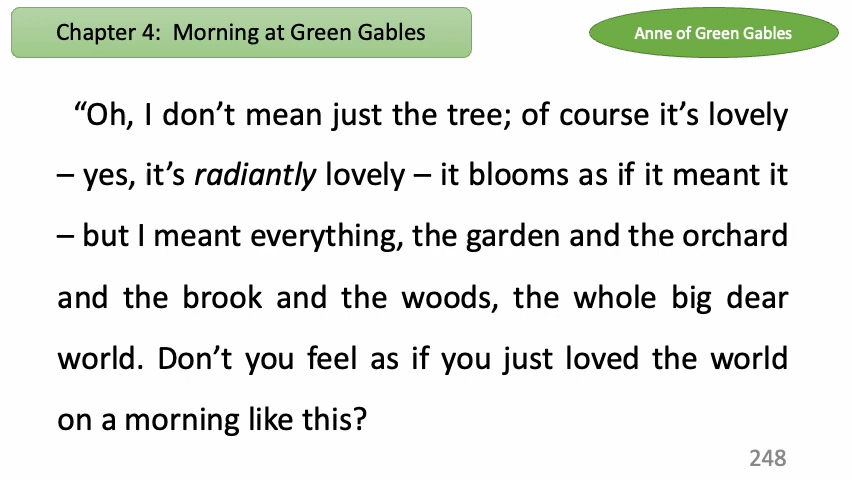 Chapter 4:  Morning at Green Gables
Anne of Green Gables
“Oh, I don’t mean just the tree; of course it’s lovely
– yes, it’s radiantly lovely – it blooms as if it meant it
– but I meant everything, the garden and the orchard
and the brook and the woods, the whole big dear
world. Don’t you feel as if you just loved the world
on a morning like this?
248